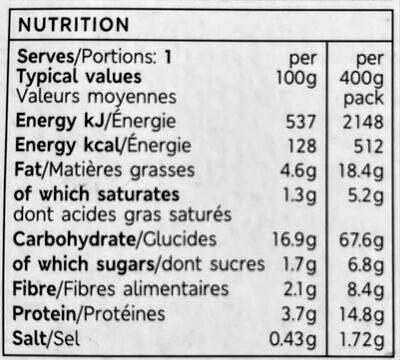 NUTRITION
Serves/Portions: 1 per per
Typical values 100g 400g
Valeurs moyennes pack
Energy kJ/Énergie 537 2148
Energy kcal/Énergie 128 512
Fat/Matières grasses 4.6g 18.4g
of which saturates 1.3g 5.2g
dont acides gras saturés
Carbohydrate/Glucides 16.9g 67.6g
of which sugars/dont sucres 1.7g 6.8g
Fibre/Fibres alimentaires 2.1g 8.4g
Protein/Protéines 3.7g 14.8g
Salt/Sel 0.43g 1.72g